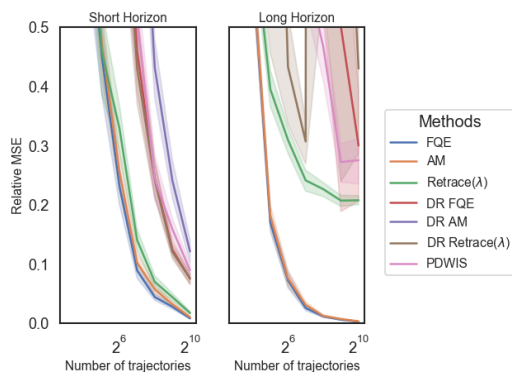 Short Horizon
Long Horizon
Relative MSE
0.5
0.4
0.3
0.2
0.1
0.0
2^6
2^10
2^6
2^10
Number of trajectories
Number of trajectories
Methods
FQE
AM
Retrace(λ)
DR FQE
DR AM
DR Retrace(λ)
PDWIS